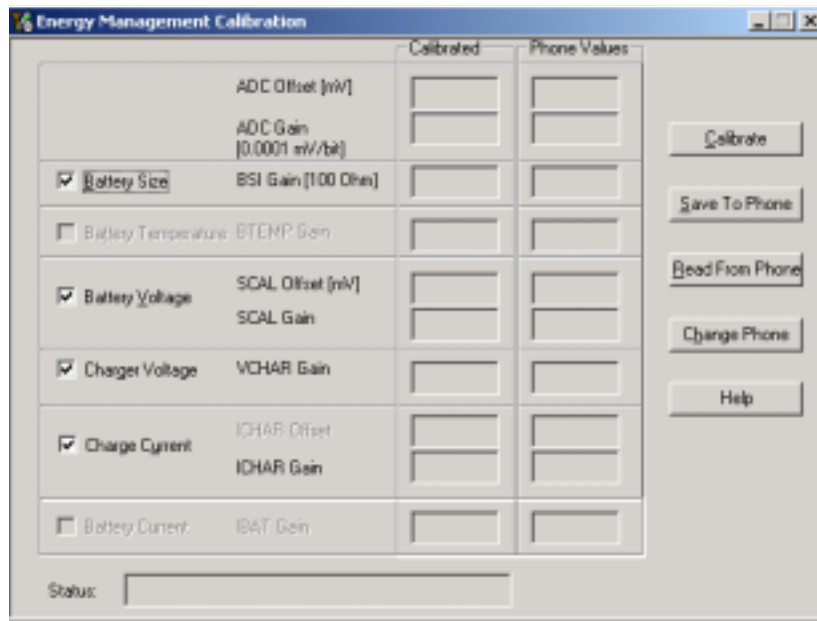 Energy Management Calibration
Calibrated Phone Values
ADC Offset [mV]
ADC Gain
[0.0001 mV/bit]
Calibrate
Battery Size BSI Gain [100 Ohm]
Save To Phone
Battery Temperature BTEMP Gain
Read From Phone
Battery Voltage SCAL Offset [mV]
SCAL Gain
Change Phone
Charger Voltage VCHAR Gain
Help
ICHAR Offset
Charge Current
ICHAR Gain
Battery Current IBAT Gain
Status: